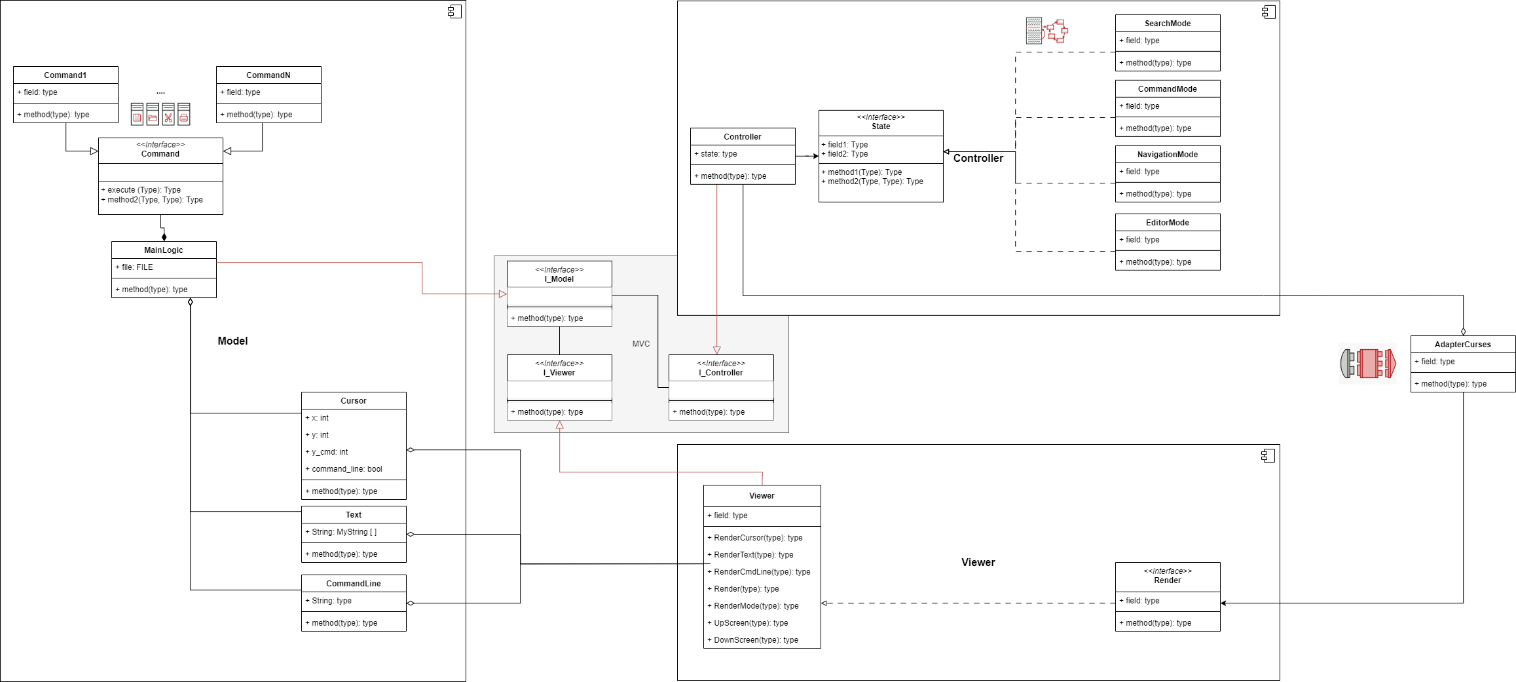 Command1
+ field: type
+ method(type): type
....
CommandN
+ field: type
+ method(type): type
<<interface>>
Command
+ execute (Type): Type
+ method2(Type, Type): Type
MainLogic
+ file: FILE
+ method(type): type
Model
Cursor
+ x: int
+ y: int
+ y_cmd: int
+ command_line: bool
+ method(type): type
Text
+ String: MyString [ ]
+ method(type): type
CommandLine
+ String: type
+ method(type): type
<<interface>>
I_Model
+ method(type): type
MVC
<<interface>>
I_Viewer
+ method(type): type
<<interface>>
I_Controller
+ method(type): type
Controller
+ state: type
+ method(type): type
<<interface>>
State
+ field1: Type
+ field2: Type
+ method1(Type): Type
+ method2(Type, Type): Type
Controller
SearchMode
+ field: type
+ method(type): type
CommandMode
+ field: type
+ method(type): type
NavigationMode
+ field: type
+ method(type): type
EditorMode
+ field: type
+ method(type): type
AdapterCurses
+ field: type
+ method(type): type
Viewer
+ field: type
+ RenderCursor(type): type
+ RenderText(type): type
+ RenderCmdLine(type): type
+ Render(type): type
+ RenderMode(type): type
+ UpScreen(type): type
+ DownScreen(type): type
Viewer
<<interface>>
Render
+ field: type
+ method(type): type